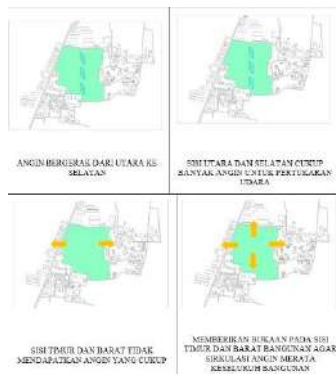 ANGIN BERGERAK DARI UTARA KE
SELATAN
SISI UTARA DAN SELATAN CUKUP
BANYAK ANGIN UNTUK PERTUKARAN
UDARA
SISI TIMUR DAN BARAT TIDAK
MENDAPATKAN ANGIN YANG CUKUP
MEMBERIKAN BUKAAN PADA SISI
TIMUR DAN BARAT BANGUNAN AGAR
SIRKULASI ANGIN MERATA
KESELURUH BANGUNAN